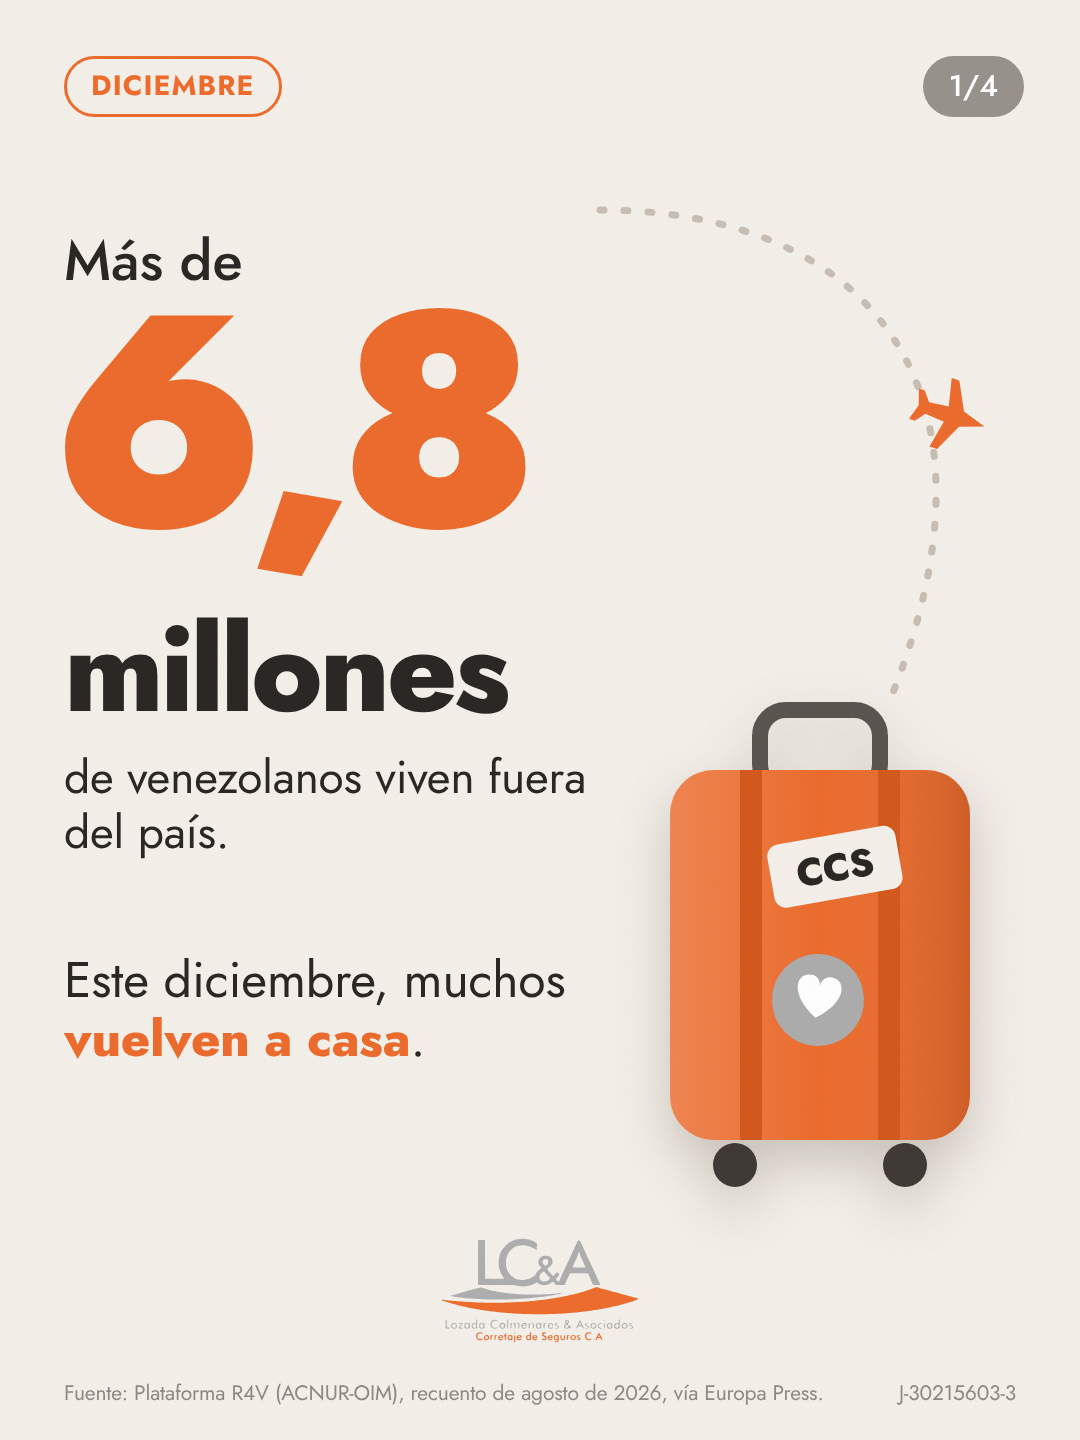 DICIEMBRE
1/4
Más de
6,8
millones
de venezolanos viven fuera
del país.
ccs
Este diciembre, muchos
vuelven a casa.
LC&A
Lozada Colmenares & Asociados
Corretaje de Seguros C.A
Fuente: Plataforma R4V (ACNUR-OIM), recuento de agosto de 2026, vía Europa Press.
J-30215603-3